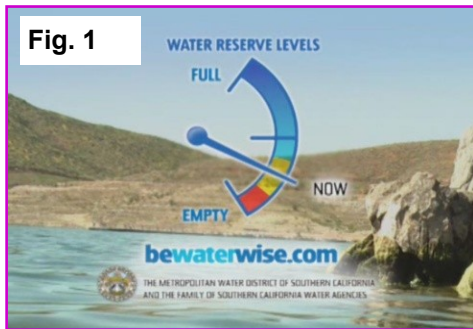 Fig. 1
WATER RESERVE LEVELS
FULL
NOW
EMPTY
bewaterwise.com
THE METROPOLITAN WATER DISTRICT OF SOUTHERN CALIFORNIA
AND THE FAMILY OF SOUTHERN CALIFORNIA WATER AGENCIES